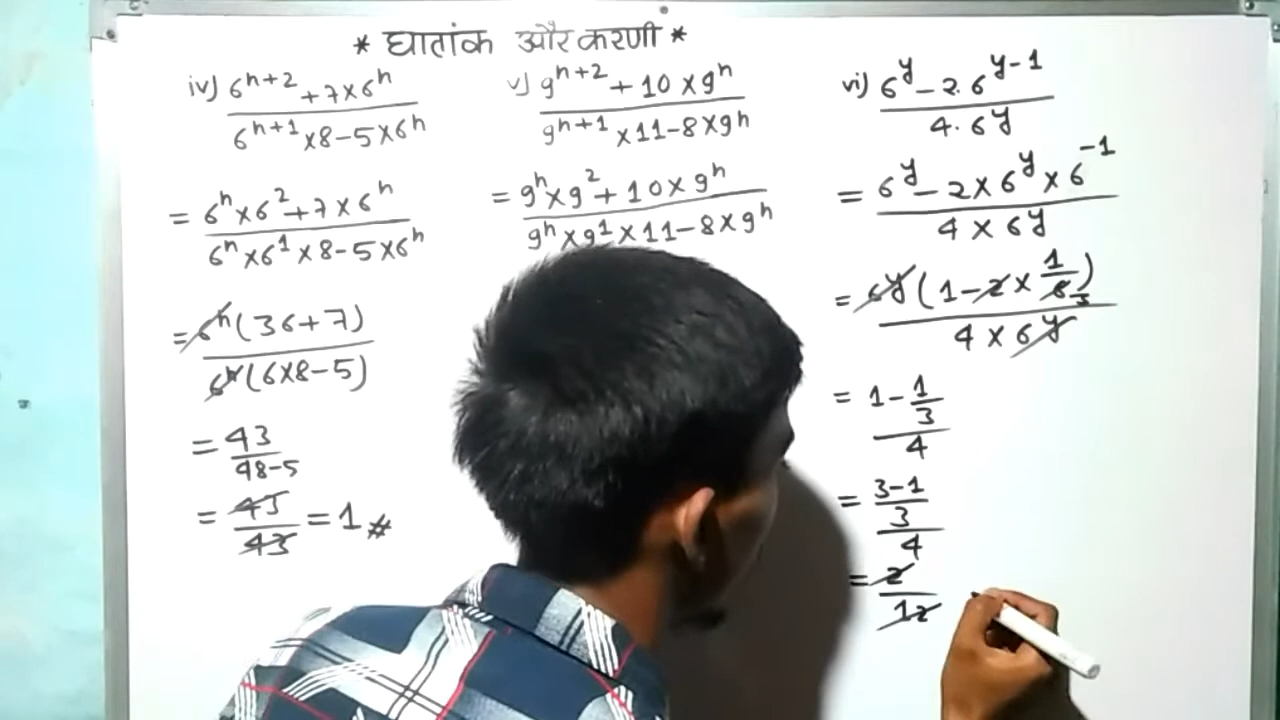 * घातांक और करणी *
iv) 6^{n+2} + 7×6^n
6^{n+1} ×8-5×6^n
= 6^n×6^2+7×6^n
6^n×6^1×8-5×6^n
= 6^n(36+7)
6^n(6×8-5)
= 43
48-5
= 43
43 = 1 #
v) 9^{n+2} + 10×9^n
9^{n+1} ×11-8×9^n
= 9^n×9^2+10×9^n
9^n×9^1×11-8×9^n
vi) 6^y - 2.6^{y-1}
4.6^y
= 6^y-2×6^y×6^{-1}
4×6^y
= 6^y(1-2×1/6 3)
4×6^y
= 1-1/3
4
= 3-1
3
4
= 2
12